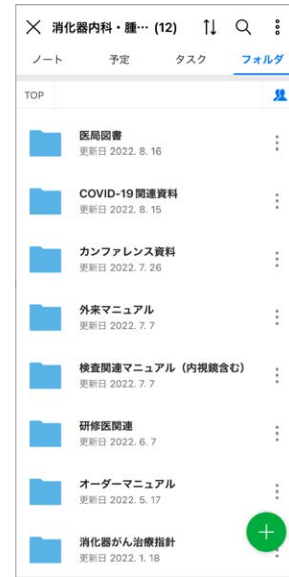 消化器内科・腫… (12)
ノート 予定 タスク フォルダ
TOP
医局図書
更新日 2022. 8. 16
COVID-19関連資料
更新日 2022. 8. 15
カンファレンス資料
更新日 2022. 7. 26
外来マニュアル
更新日 2022. 7. 7
検査関連マニュアル（内視鏡含む）
更新日 2022. 7. 7
研修医関連
更新日 2022. 6. 7
オーダーマニュアル
更新日 2022. 5. 17
消化器がん治療指針
更新日 2022. 1. 18